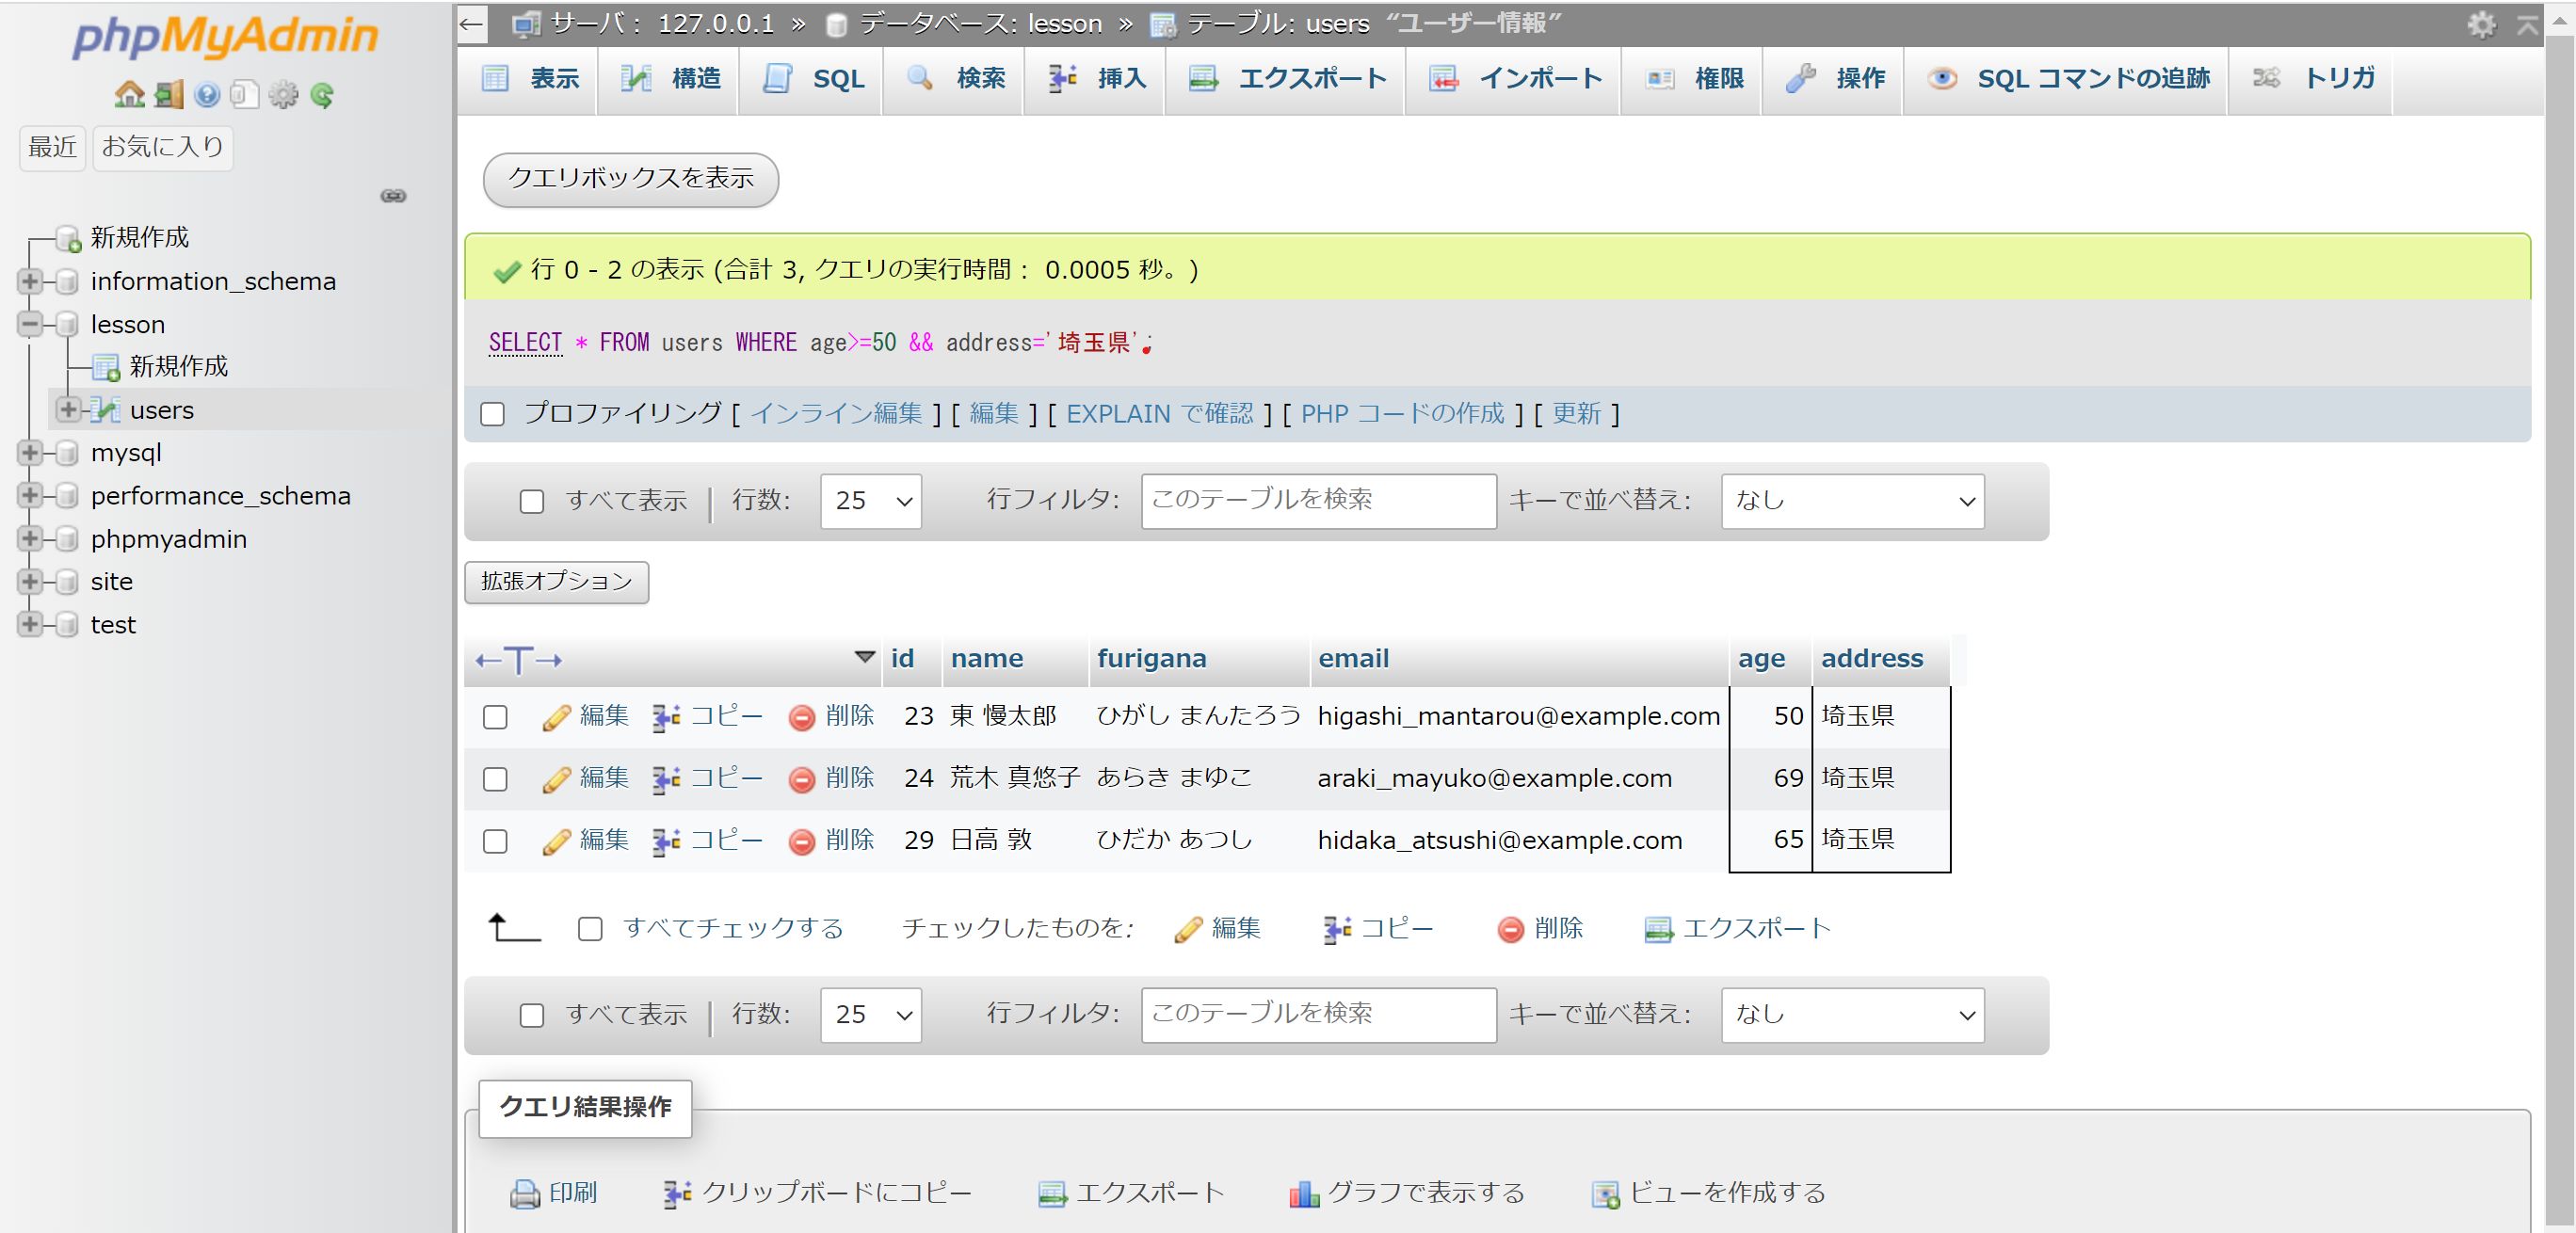 phpMyAdmin
最近 お気に入り
新規作成
information_schema
lesson
新規作成
users
mysql
performance_schema
phpmyadmin
site
test
サーバ: 127.0.0.1 » データベース: lesson » テーブル: users “ユーザー情報”
表示 構造 SQL 検索 挿入 エクスポート インポート 権限 操作 SQL コマンドの追跡 トリガ
クエリボックスを表示
行 0 - 2 の表示 (合計 3, クエリの実行時間: 0.0005 秒。)
SELECT * FROM users WHERE age>=50 && address='埼玉県';
プロファイリング [ インライン編集 ] [ 編集 ] [ EXPLAIN で確認 ] [ PHP コードの作成 ] [ 更新 ]
すべて表示 | 行数: 25 行フィルタ: このテーブルを検索 キーで並べ替え: なし
拡張オプション
←T→ id name furigana email age address
編集 コピー 削除 23 東 慢太郎 ひがし まんたろう higashi_mantarou@example.com 50 埼玉県
編集 コピー 削除 24 荒木 真悠子 あらき まゆこ araki_mayuko@example.com 69 埼玉県
編集 コピー 削除 29 日高 敦 ひだか あつし hidaka_atsushi@example.com 65 埼玉県
すべてチェックする チェックしたものを: 編集 コピー 削除 エクスポート
すべて表示 | 行数: 25 行フィルタ: このテーブルを検索 キーで並べ替え: なし
クエリ結果操作
印刷 クリップボードにコピー エクスポート グラフで表示する ビューを作成する